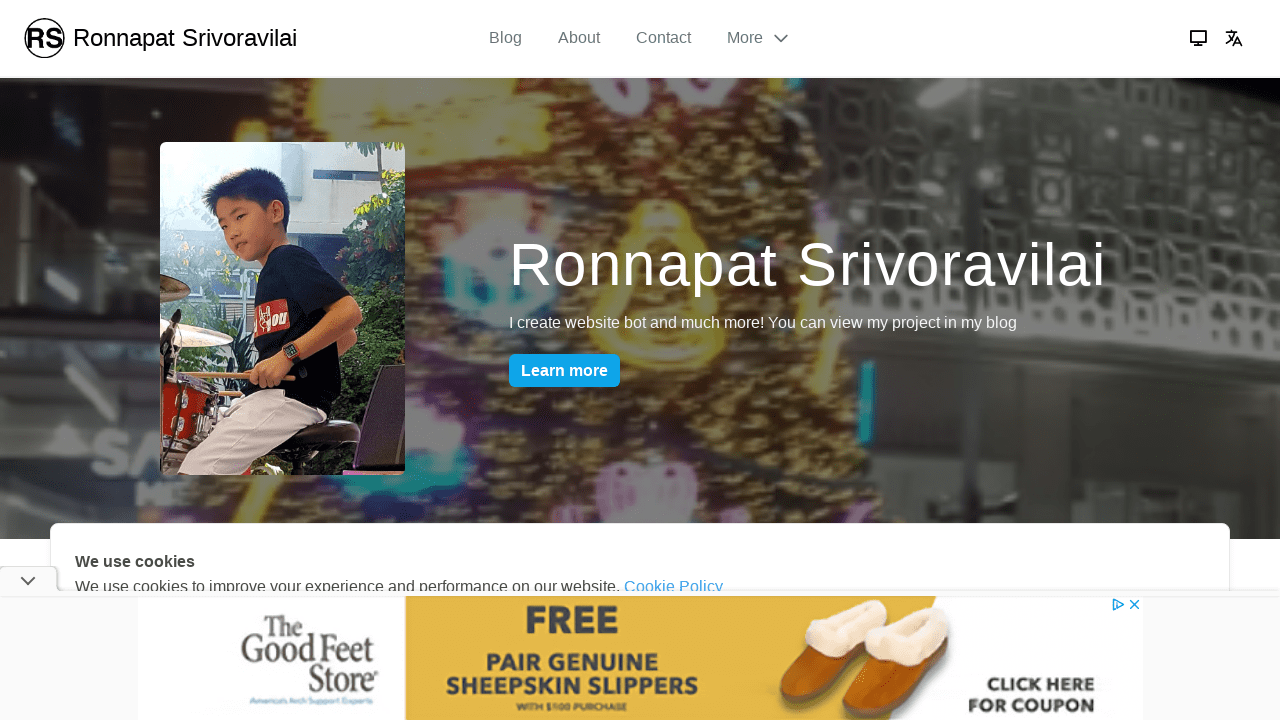 RS Ronnapat Srivoravilai
Blog
About
Contact
More
Ronnapat Srivoravilai
I create website bot and much more! You can view my project in my blog
Learn more
We use cookies
We use cookies to improve your experience and performance on our website. Cookie Policy
The
Good Feet
Store
America's Arch Support Experts
FREE
PAIR GENUINE
SHEEPSKIN SLIPPERS
WITH $100 PURCHASE
CLICK HERE
FOR COUPON